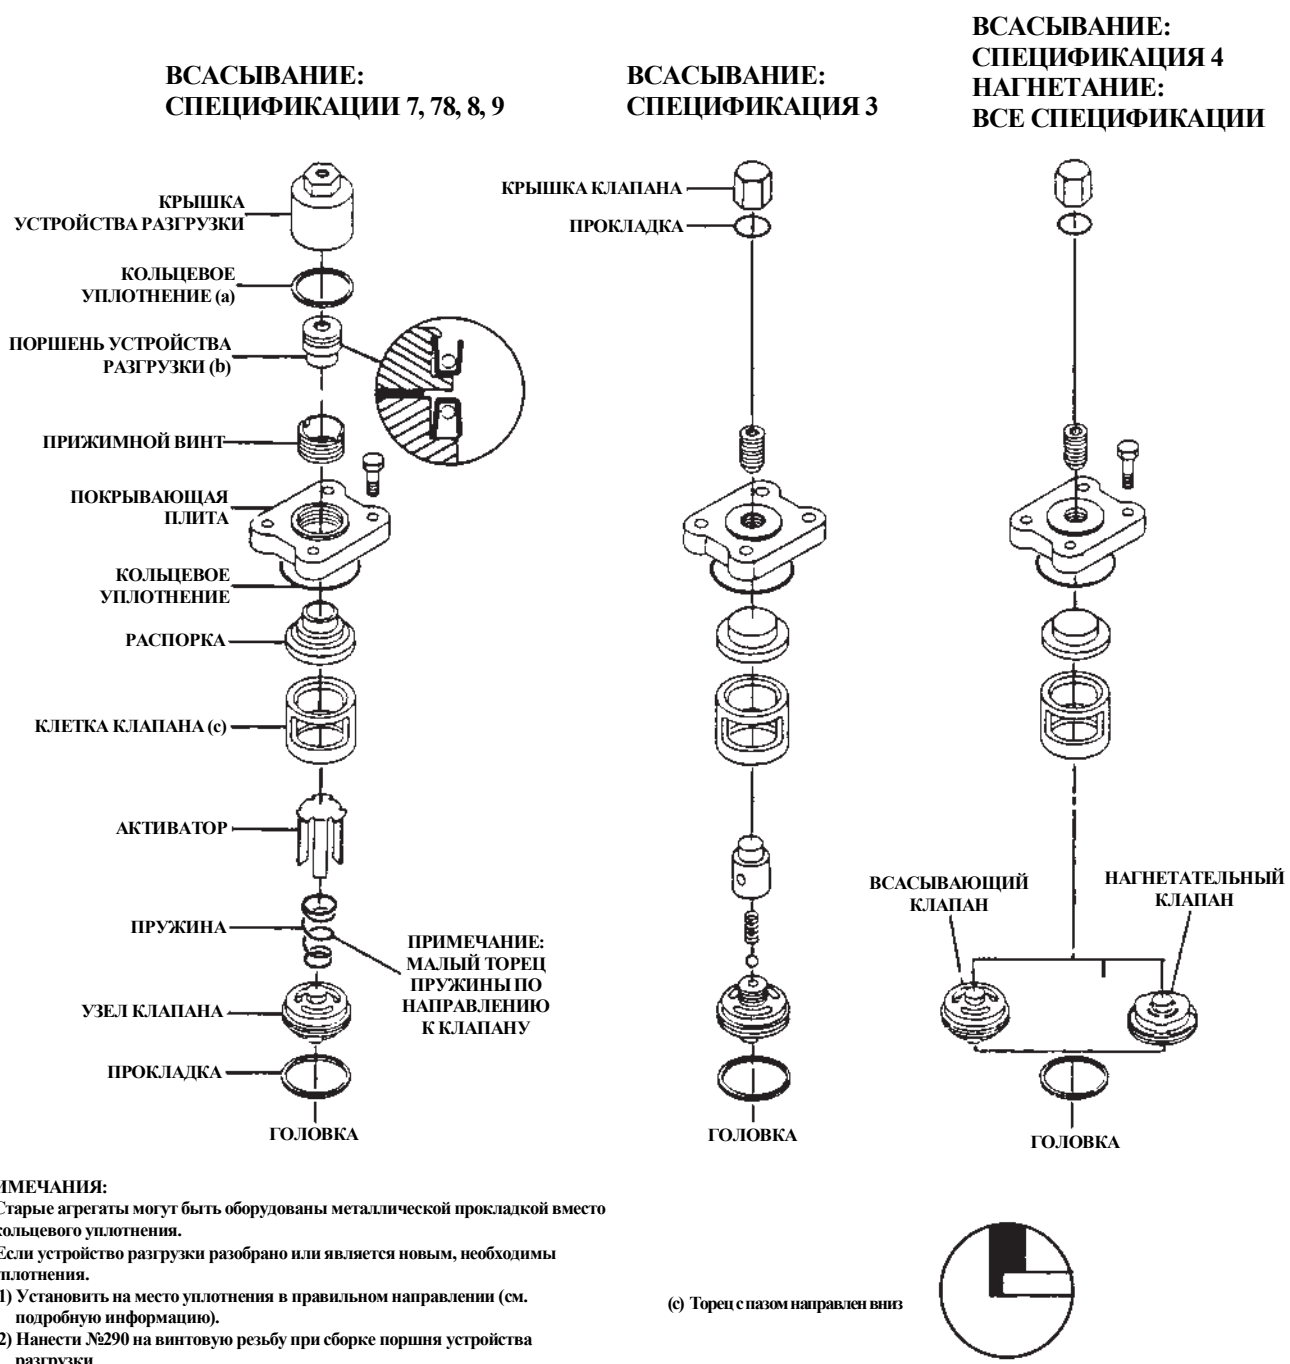 ВСАСЫВАНИЕ:
СПЕЦИФИКАЦИИ 7, 78, 8, 9
КРЫШКА
УСТРОЙСТВА РАЗГРУЗКИ
КОЛЬЦЕВОЕ
УПЛОТНЕНИЕ (a)
ПОРШЕНЬ УСТРОЙСТВА
РАЗГРУЗКИ (b)
ПРИЖИМНОЙ ВИНТ
ПОКРЫВАЮЩАЯ
ПЛИТА
КОЛЬЦЕВОЕ
УПЛОТНЕНИЕ
РАСПОРКА
КЛЕТКА КЛАПАНА (c)
АКТИВАТОР
ПРУЖИНА
УЗЕЛ КЛАПАНА
ПРОКЛАДКА
ГОЛОВКА
ПРИМЕЧАНИЕ:
МАЛЫЙ ТОРЕЦ
ПРУЖИНЫ ПО
НАПРАВЛЕНИЮ
К КЛАПАНУ
ВСАСЫВАНИЕ:
СПЕЦИФИКАЦИЯ 3
КРЫШКА КЛАПАНА
ПРОКЛАДКА
ГОЛОВКА
ВСАСЫВАНИЕ:
СПЕЦИФИКАЦИЯ 4
НАГНЕТАНИЕ:
ВСЕ СПЕЦИФИКАЦИИ
ВСАСЫВАЮЩИЙ
КЛАПАН
НАГНЕТАТЕЛЬНЫЙ
КЛАПАН
ГОЛОВКА
ИМЕЧАНИЯ:
Старые агрегаты могут быть оборудованы металлической прокладкой вместо
кольцевого уплотнения.
Если устройство разгрузки разобрано или является новым, необходимы
уплотнения.
1) Установить на место уплотнения в правильном направлении (см.
подробную информацию).
2) Нанести №290 на винтовую резьбу при сборке поршня устройства
разгрузки
(c) Торец с пазом направлен вниз